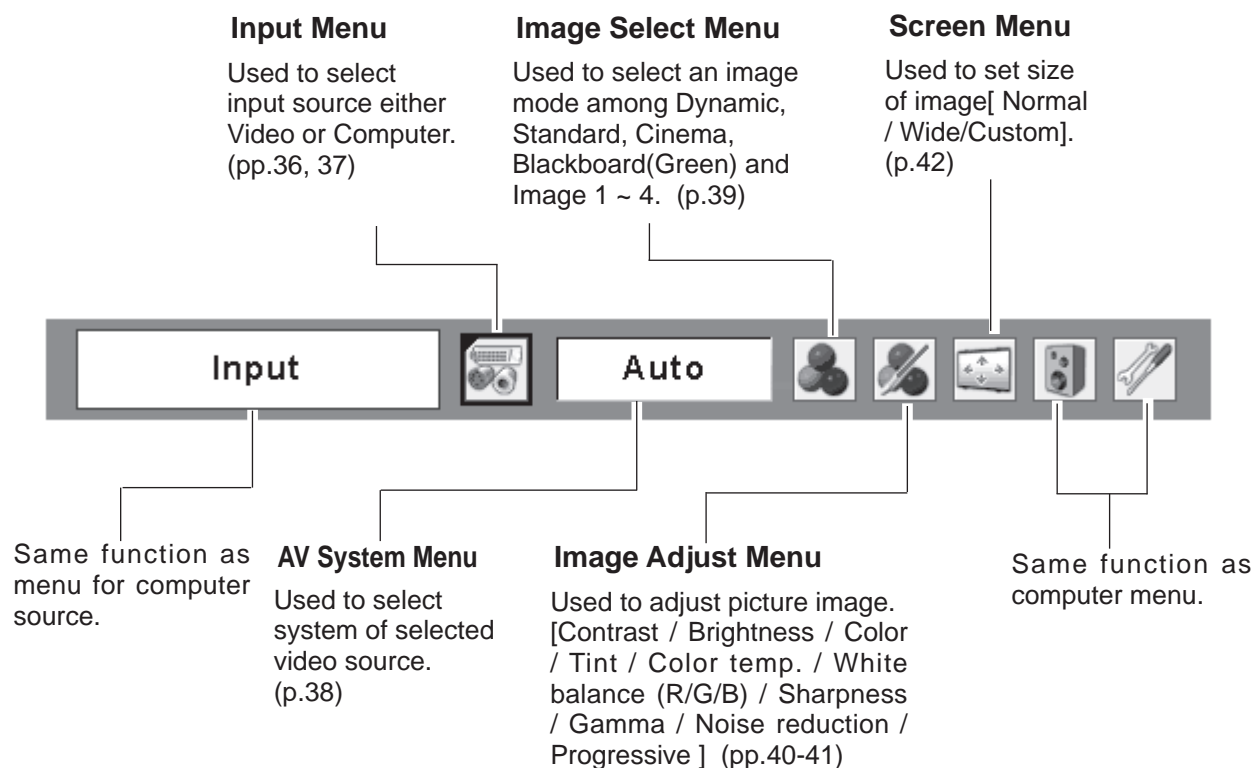 Input Menu
Used to select
input source either
Video or Computer.
(pp.36, 37)
Image Select Menu
Used to select an image
mode among Dynamic,
Standard, Cinema,
Blackboard(Green) and
Image 1 ~ 4.  (p.39)
Screen Menu
Used to set size
of image[ Normal
/ Wide/Custom].
(p.42)
Input
Auto
Same function as
menu for computer
source.
AV System Menu
Used to select
system of selected
video source.
(p.38)
Image Adjust Menu
Used to adjust picture image.
[Contrast / Brightness / Color
/ Tint / Color temp. / White
balance (R/G/B) / Sharpness
/ Gamma / Noise reduction /
Progressive ]  (pp.40-41)
Same function as
computer menu.